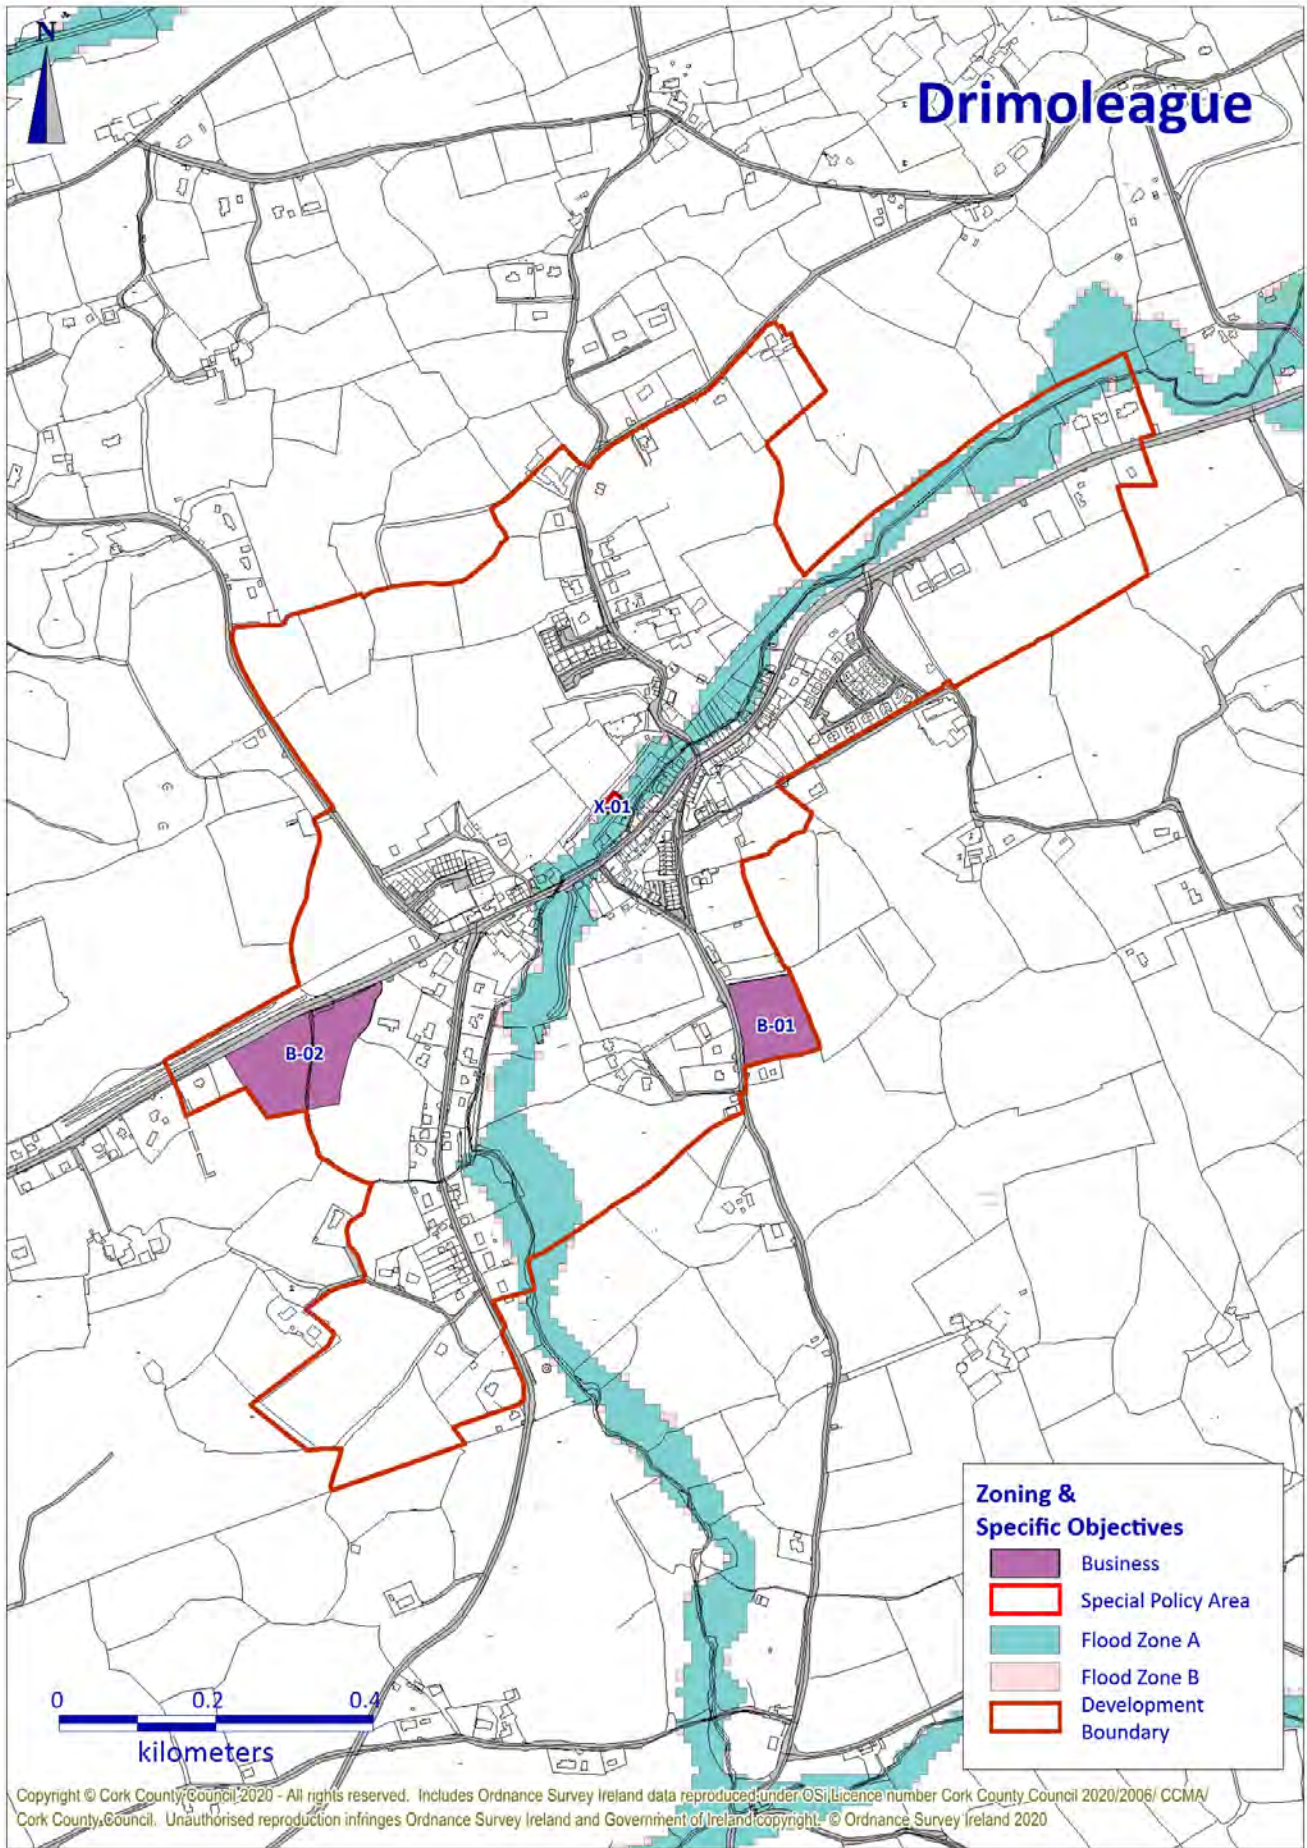 N
Drimoleague
X-01
B-01
B-02
Zoning &
Specific Objectives
Business
Special Policy Area
Flood Zone A
Flood Zone B
Development
Boundary
0 0.2 0.4
kilometers
Copyright © Cork County Council 2020 - All rights reserved. Includes Ordnance Survey Ireland data reproduced under OSi Licence number Cork County Council 2020/2006/ CCMA/
Cork County Council. Unauthorised reproduction infringes Ordnance Survey Ireland and Government of Ireland copyright. © Ordnance Survey Ireland 2020